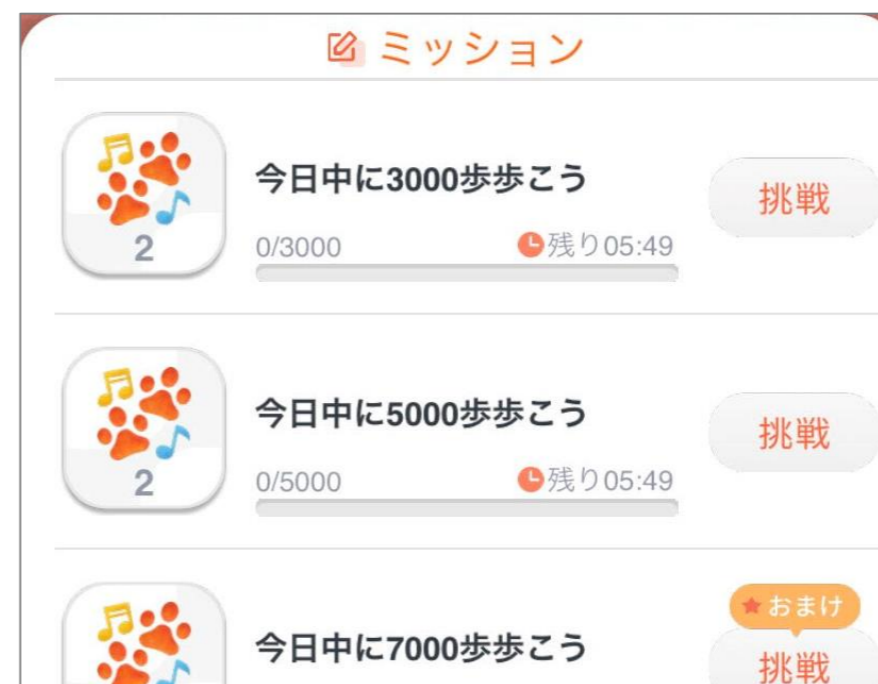 ミッション
今日中に3000歩歩こう
挑戦
2
0/3000
残り05:49
今日中に5000歩歩こう
挑戦
2
0/5000
残り05:49
おまけ
今日中に7000歩歩こう
挑戦